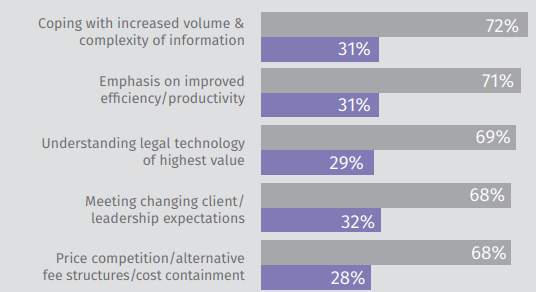 Coping with increased volume &
complexity of information
72%
31%
Emphasis on improved
efficiency/productivity
71%
31%
Understanding legal technology
of highest value
69%
29%
Meeting changing client/
leadership expectations
68%
32%
Price competition/alternative
fee structures/cost containment
68%
28%